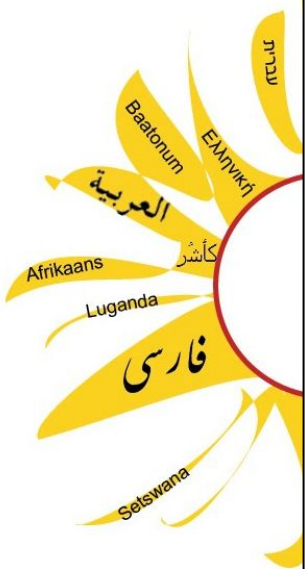 עברית
Ελληνική
Baatonum
العربية
كأشُر
Afrikaans
Luganda
فارسی
Setswana